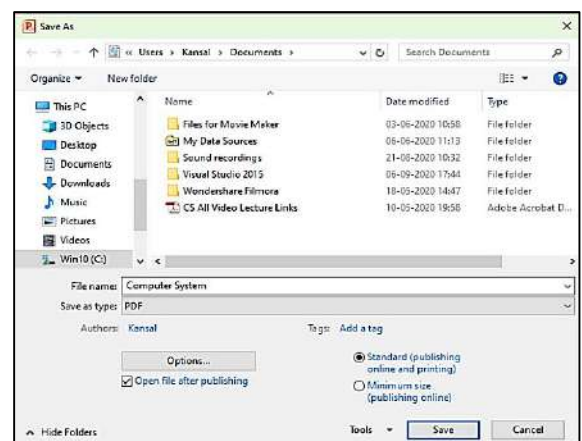 Save As
« Users › Kansal › Documents ›
Search Documents
Organize
New folder
Name
Date modified
Type
This PC
3D Objects
Desktop
Documents
Downloads
Music
Pictures
Videos
Win10 (C:)
Files for Movie Maker 03-06-2020 10:58 File folder
My Data Sources 06-06-2020 11:13 File folder
Sound recordings 21-08-2020 10:32 File folder
Visual Studio 2015 06-09-2020 17:44 File folder
Wondershare Filmora 18-05-2020 14:47 File folder
CS All Video Lecture Links 10-05-2020 19:58 Adobe Acrobat D...
File name: Computer System
Save as type: PDF
Authors: Kansal
Tags: Add a tag
Options...
Open file after publishing
Standard (publishing
online and printing)
Minimum size
(publishing online)
Hide Folders
Tools
Save
Cancel